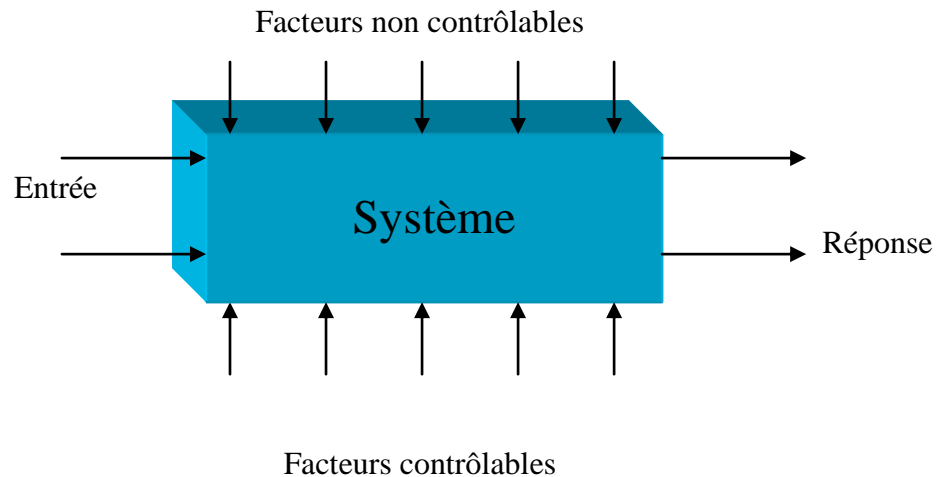 Facteurs non contrôlables
Entrée
Système
Réponse
Facteurs contrôlables